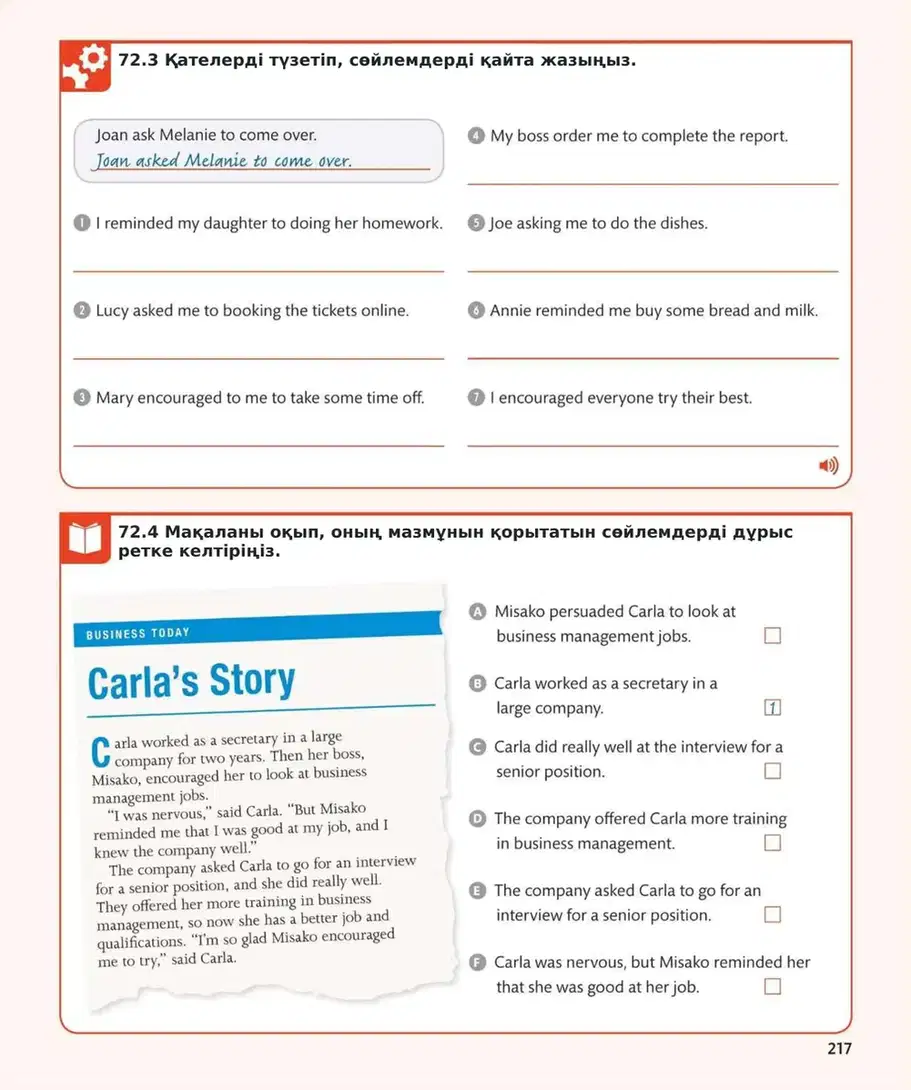 72.3 Қателерді түзетіп, сөйлемдерді қайта жазыңыз.
Joan ask Melanie to come over.
Joan asked Melanie to come over.
1 I reminded my daughter to doing her homework.
2 Lucy asked me to booking the tickets online.
3 Mary encouraged to me to take some time off.
4 My boss order me to complete the report.
5 Joe asking me to do the dishes.
6 Annie reminded me buy some bread and milk.
7 I encouraged everyone try their best.
72.4 Мақаланы оқып, оның мазмұнын қорытатын сөйлемдерді дұрыс
ретке келтіріңіз.
BUSINESS TODAY
Carla's Story
Carla worked as a secretary in a large
company for two years. Then her boss,
Misako, encouraged her to look at business
management jobs.
"I was nervous," said Carla. "But Misako
reminded me that I was good at my job, and I
knew the company well."
The company asked Carla to go for an interview
for a senior position, and she did really well.
They offered her more training in business
management, so now she has a better job and
qualifications. "I'm so glad Misako encouraged
me to try," said Carla.
A Misako persuaded Carla to look at
business management jobs.
B Carla worked as a secretary in a
large company. 1
C Carla did really well at the interview for a
senior position.
D The company offered Carla more training
in business management.
E The company asked Carla to go for an
interview for a senior position.
F Carla was nervous, but Misako reminded her
that she was good at her job.
217